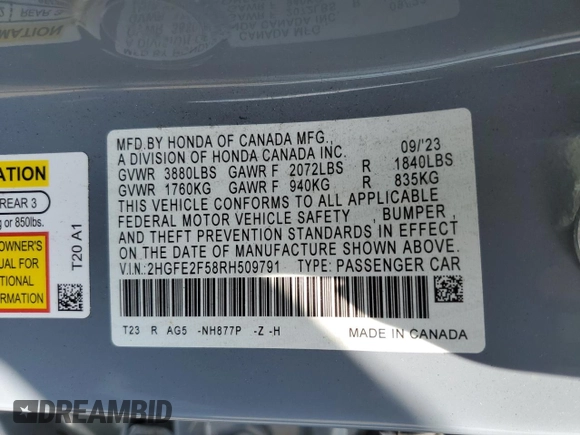 MFD.BY HONDA OF CANADA MFG., 09/'23
A DIVISION OF HONDA CANADA INC.
GVWR 3880LBS GAWR F 2072LBS R 1840LBS
GVWR 1760KG GAWR F 940KG R 835KG
THIS VEHICLE CONFORMS TO ALL APPLICABLE
FEDERAL MOTOR VEHICLE SAFETY , BUMPER ,
AND THEFT PREVENTION STANDARDS IN EFFECT
ON THE DATE OF MANUFACTURE SHOWN ABOVE.
V.I.N.: 2HGFE2F58RH509791 TYPE: PASSENGER CAR
T23 R AG5 -NH877P -Z -H
MADE IN CANADA
ATION
REAR 3
or 850lbs.
OWNER'S
UAL FOR
TIONAL
FORMATION
T20 A1
DREAMBID